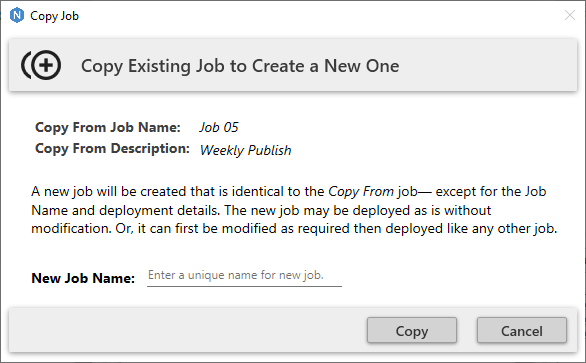 Copy Job
Copy Existing Job to Create a New One
Copy From Job Name: Job 05
Copy From Description: Weekly Publish
A new job will be created that is identical to the Copy From job— except for the Job
Name and deployment details. The new job may be deployed as is without
modification. Or, it can first be modified as required then deployed like any other job.
New Job Name: Enter a unique name for new job.
Copy Cancel